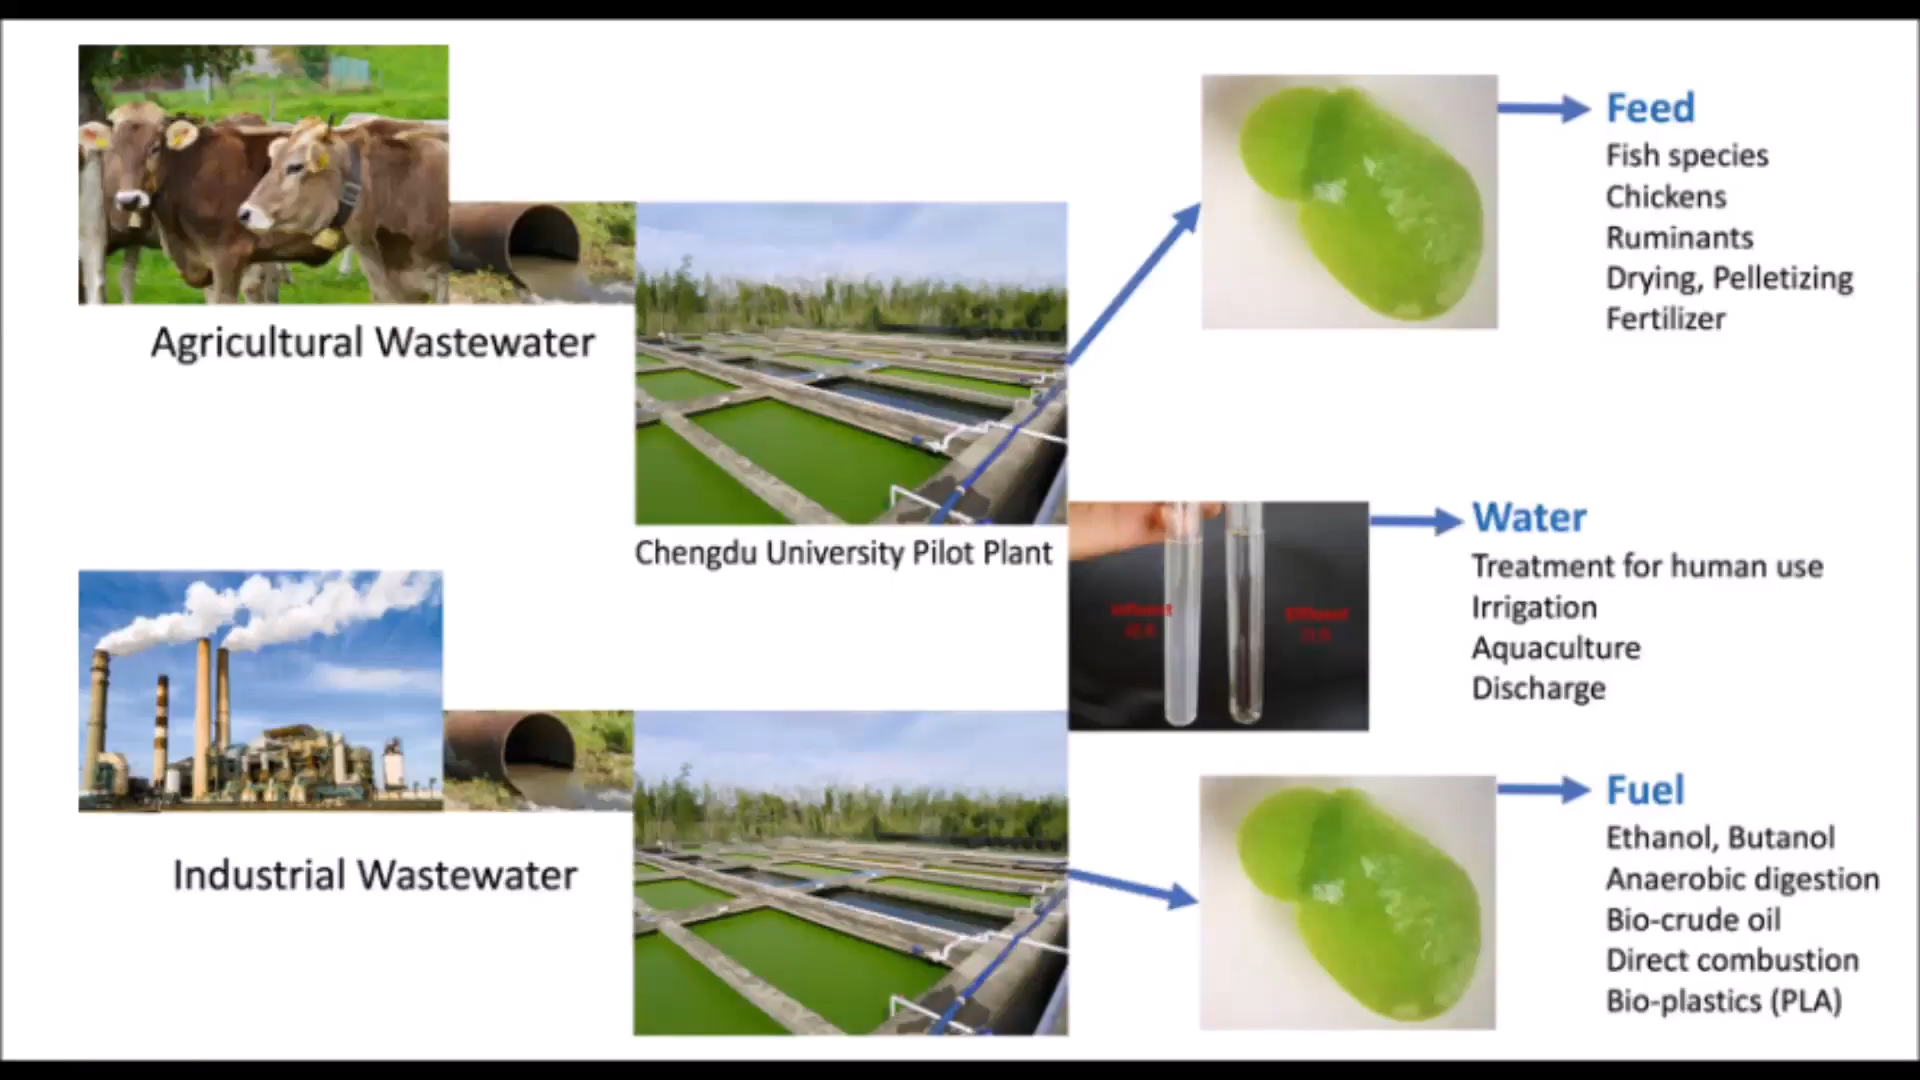 Agricultural Wastewater
Chengdu University Pilot Plant
Industrial Wastewater
Feed
Fish species
Chickens
Ruminants
Drying, Pelletizing
Fertilizer
Water
Treatment for human use
Irrigation
Aquaculture
Discharge
Fuel
Ethanol, Butanol
Anaerobic digestion
Bio-crude oil
Direct combustion
Bio-plastics (PLA)